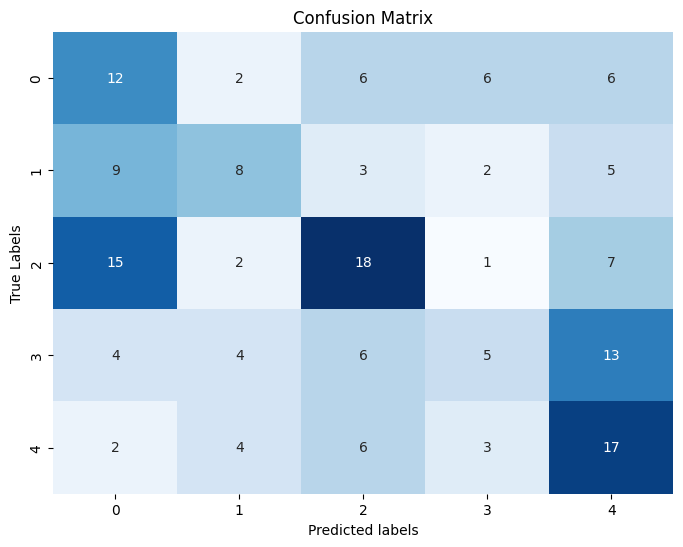 Confusion Matrix
True Labels
0 12 2 6 6 6
1 9 8 3 2 5
2 15 2 18 1 7
3 4 4 6 5 13
4 2 4 6 3 17
0 1 2 3 4
Predicted labels